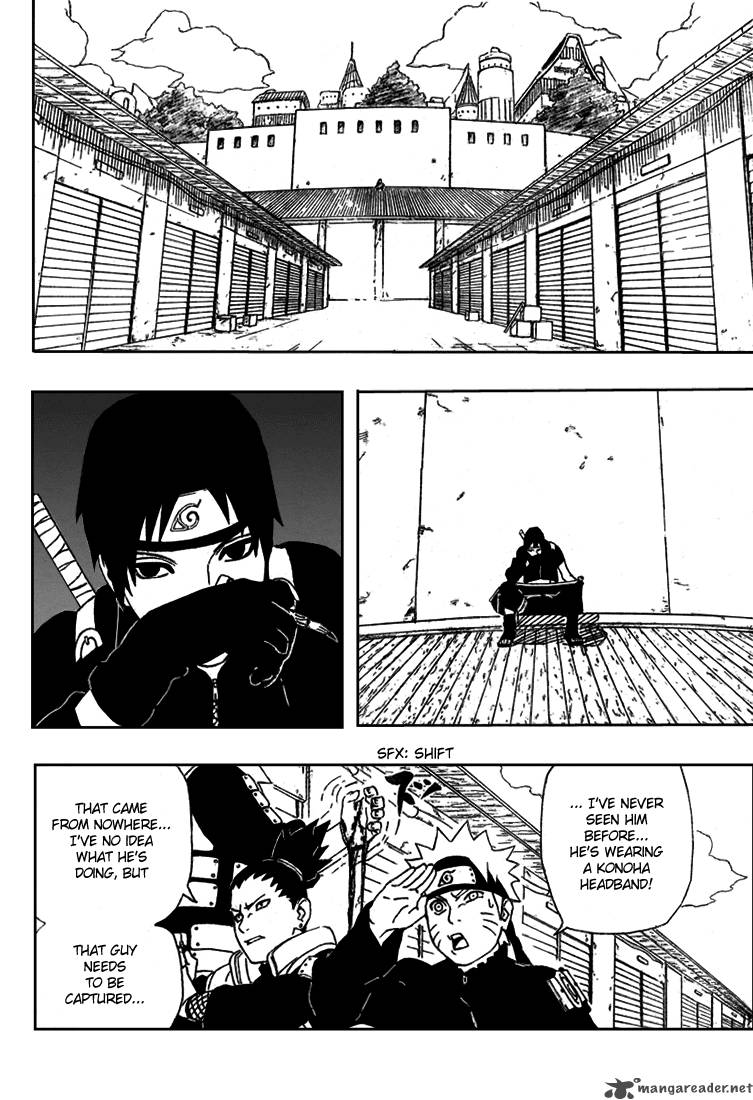 SFX: SHIFT
... I'VE NEVER
SEEN HIM
BEFORE...
HE'S WEARING
A KONOHA
HEADBAND!
THAT CAME
FROM NOWHERE...
I'VE NO IDEA
WHAT HE'S
DOING, BUT
THAT GUY
NEEDS
TO BE
CAPTURED...
mangareader.net